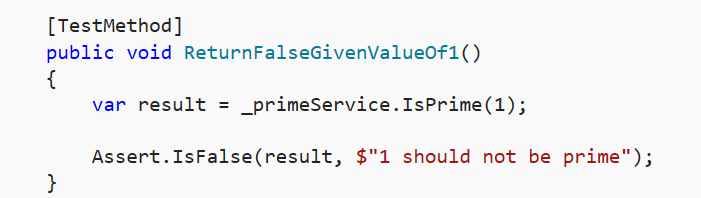 [TestMethod]
public void ReturnFalseGivenValueOf1()
{
    var result = _primeService.IsPrime(1);

    Assert.IsFalse(result, $"1 should not be prime");
}